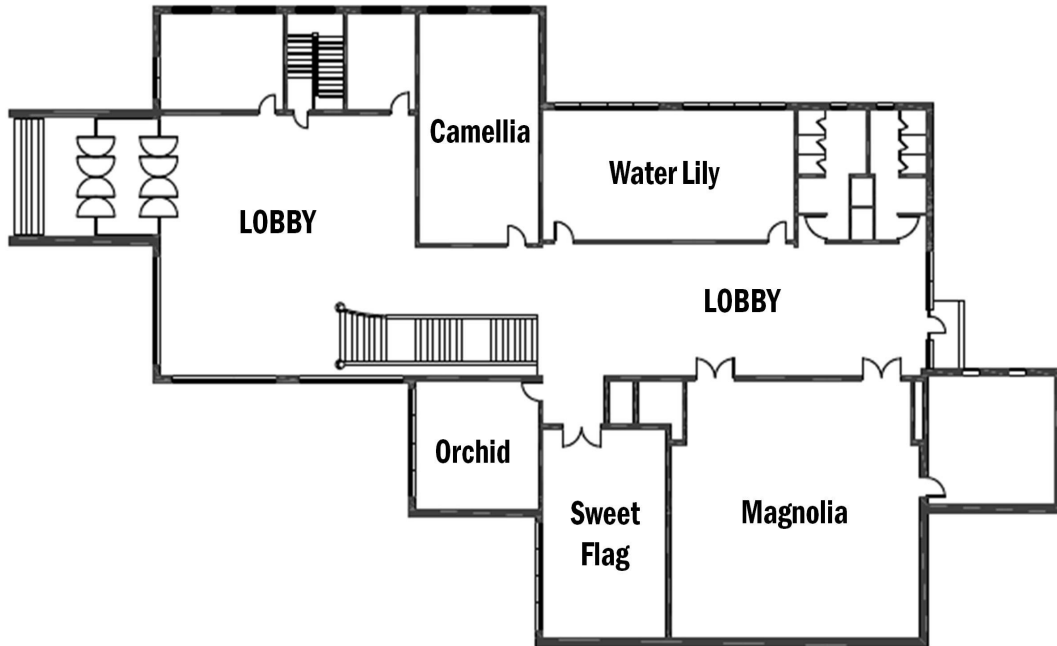 Camellia
Water Lily
LOBBY
LOBBY
Orchid
Sweet
Flag
Magnolia